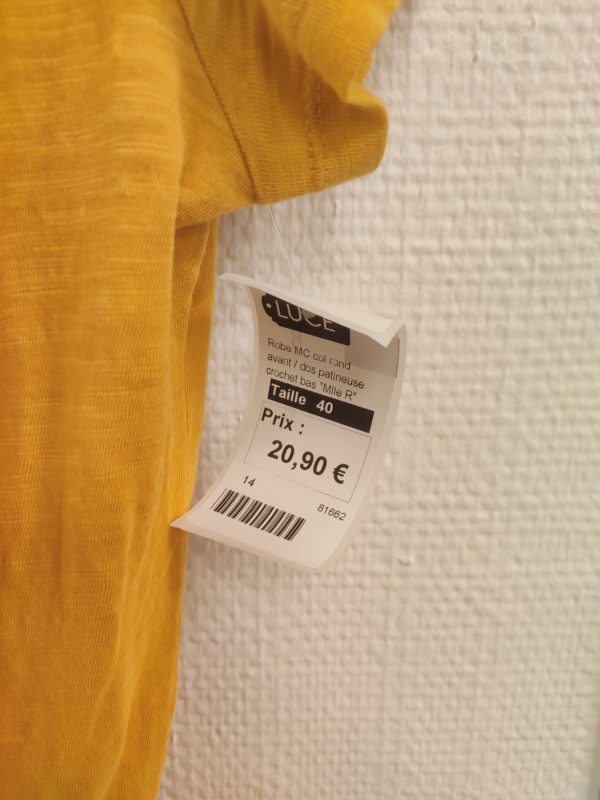 LUCE
Robe MC col rond
avant / dos patineuse
crochet bas "Mlle R"
Taille 40
Prix :
20,90 €
14
81662